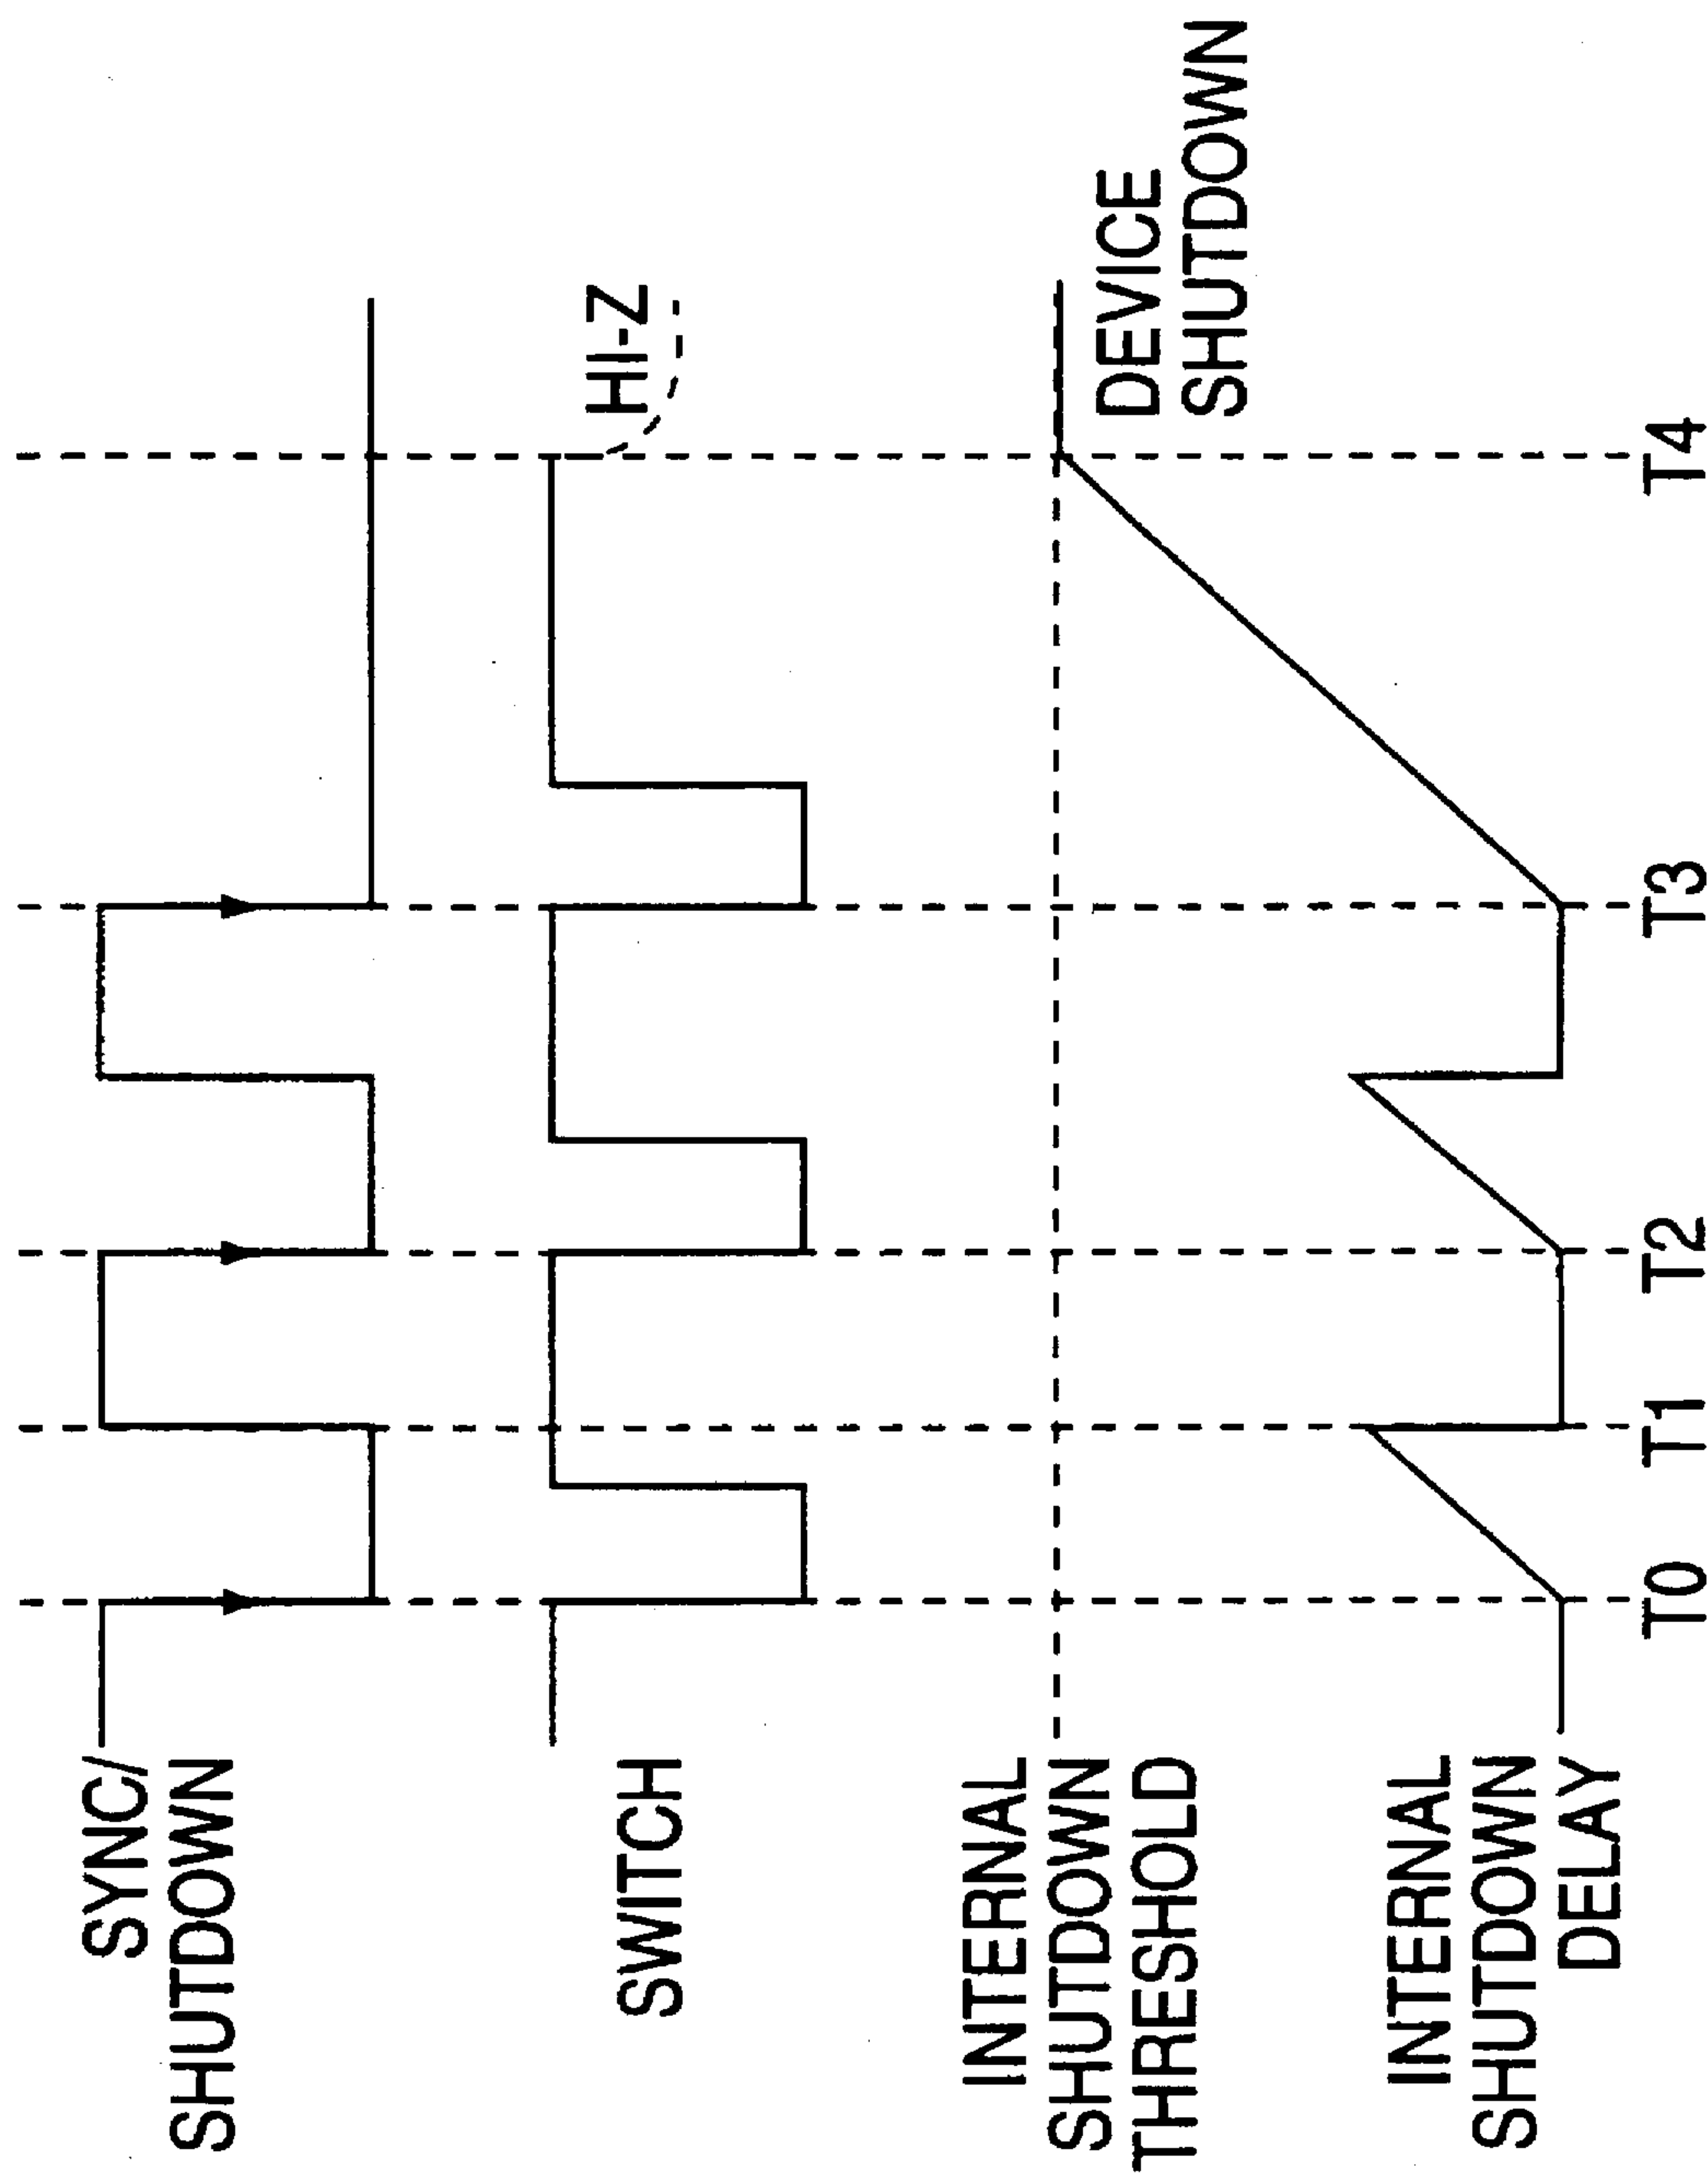 SYNC/
SHUTDOWN
SWITCH
HI-Z
INTERNAL
SHUTDOWN
THRESHOLD
DEVICE
SHUTDOWN
INTERNAL
SHUTDOWN
DELAY
T0 T1 T2 T3 T4